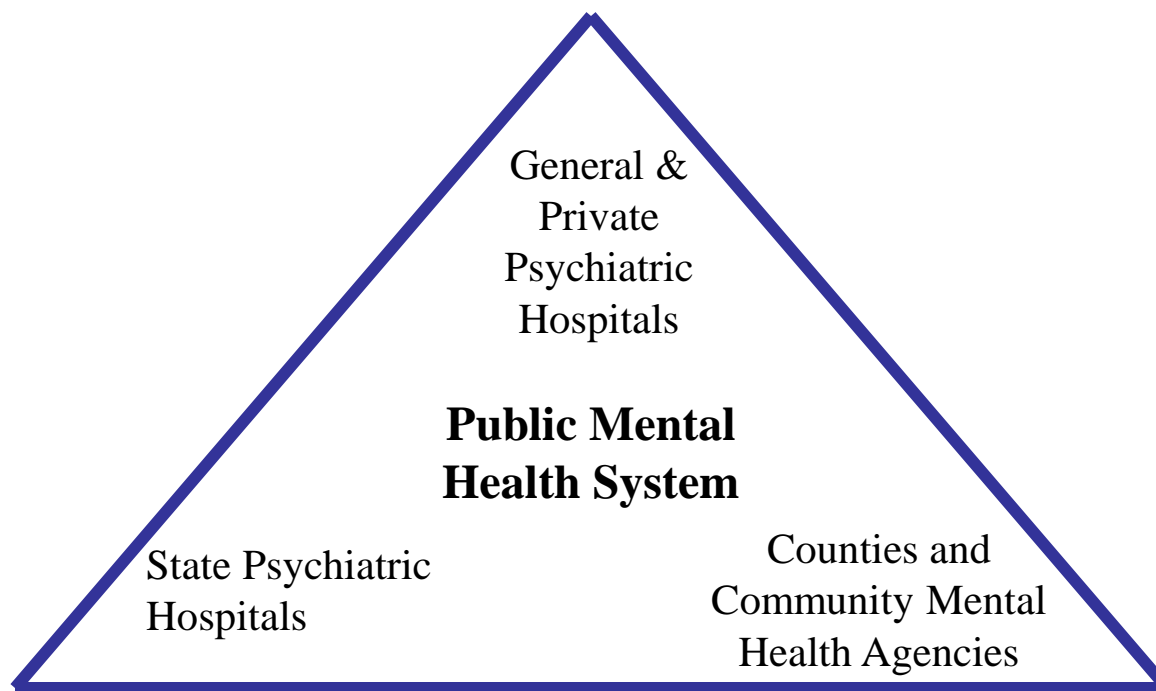 General &
Private
Psychiatric
Hospitals
Public Mental
Health System
State Psychiatric
Hospitals
Counties and
Community Mental
Health Agencies